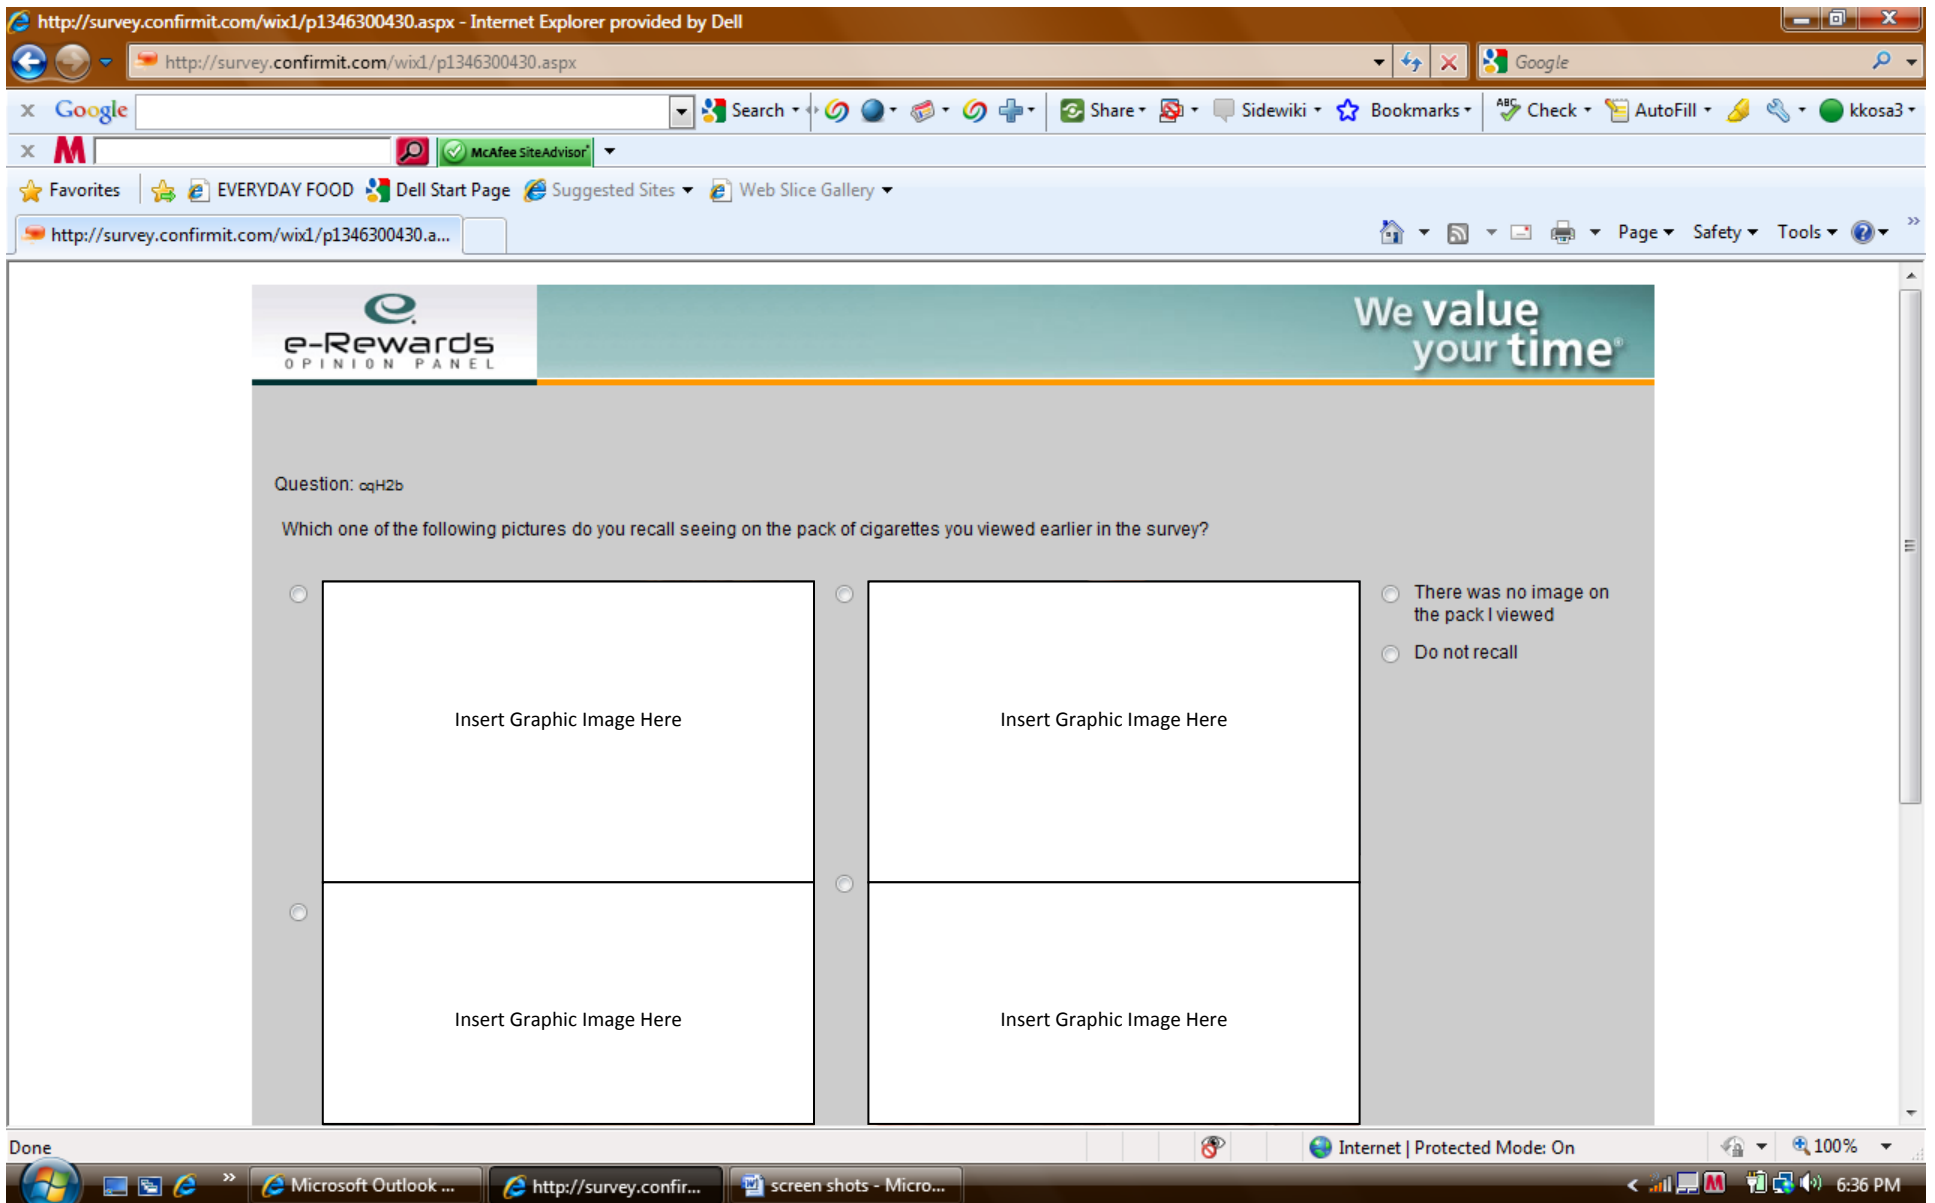 http://survey.confirmit.com/wix1/p1346300430.aspx - Internet Explorer provided by Dell
http://survey.confirmit.com/wix1/p1346300430.aspx
Google
x Google Search Share Sidewiki Bookmarks ABC Check AutoFill kkosa3
x M McAfee SiteAdvisor
Favorites EVERYDAY FOOD Dell Start Page Suggested Sites Web Slice Gallery
http://survey.confirmit.com/wix1/p1346300430.a... Page Safety Tools »
e-Rewards
OPINION PANEL
We value
your time®
Question: cqH2b
Which one of the following pictures do you recall seeing on the pack of cigarettes you viewed earlier in the survey?
There was no image on
the pack I viewed
Do not recall
Insert Graphic Image Here
Insert Graphic Image Here
Insert Graphic Image Here
Insert Graphic Image Here
Done Internet | Protected Mode: On 100%
» Microsoft Outlook ... http://survey.confir... screen shots - Micro... < M 6:36 PM